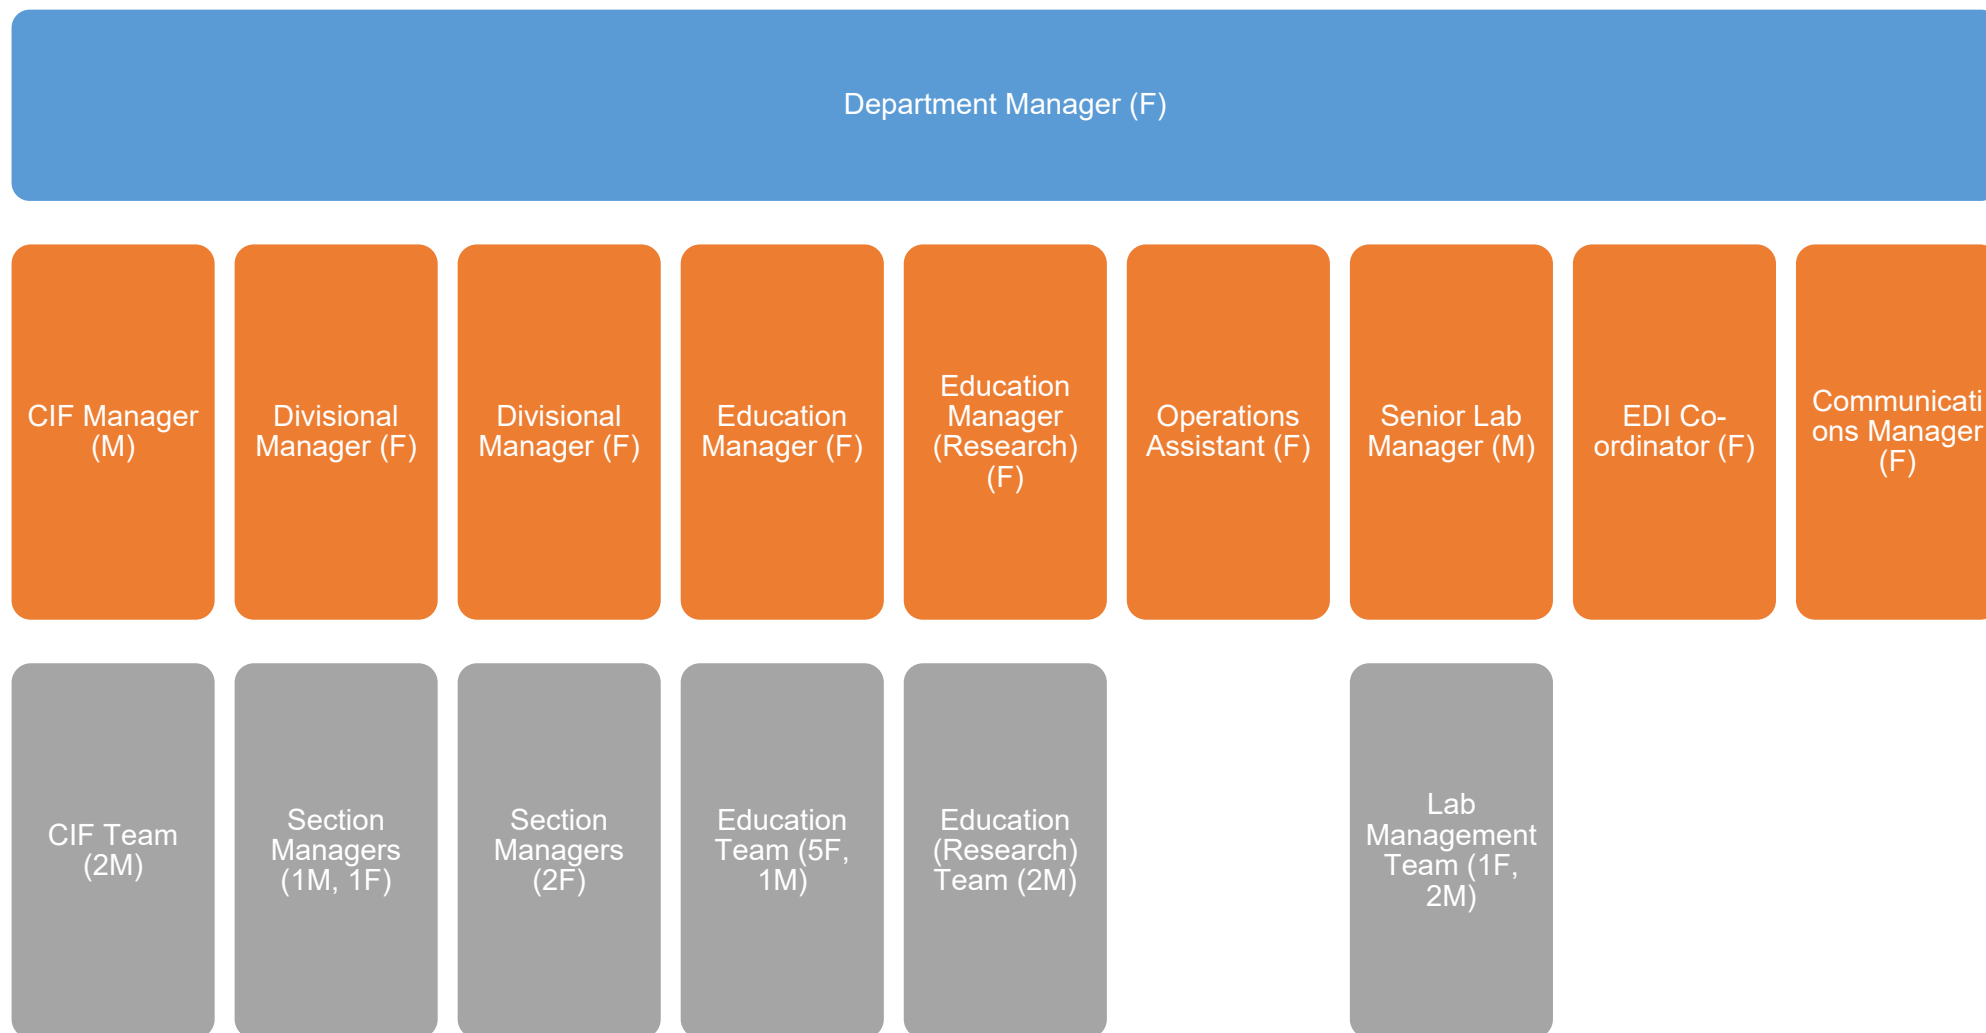 Department Manager (F)
CIF Manager
(M)
Divisional
Manager (F)
Divisional
Manager (F)
Education
Manager (F)
Education
Manager
(Research)
(F)
Operations
Assistant (F)
Senior Lab
Manager (M)
EDI Co-
ordinator (F)
Communicati
ons Manager
(F)
CIF Team
(2M)
Section
Managers
(1M, 1F)
Section
Managers
(2F)
Education
Team (5F,
1M)
Education
(Research)
Team (2M)
Lab
Management
Team (1F,
2M)